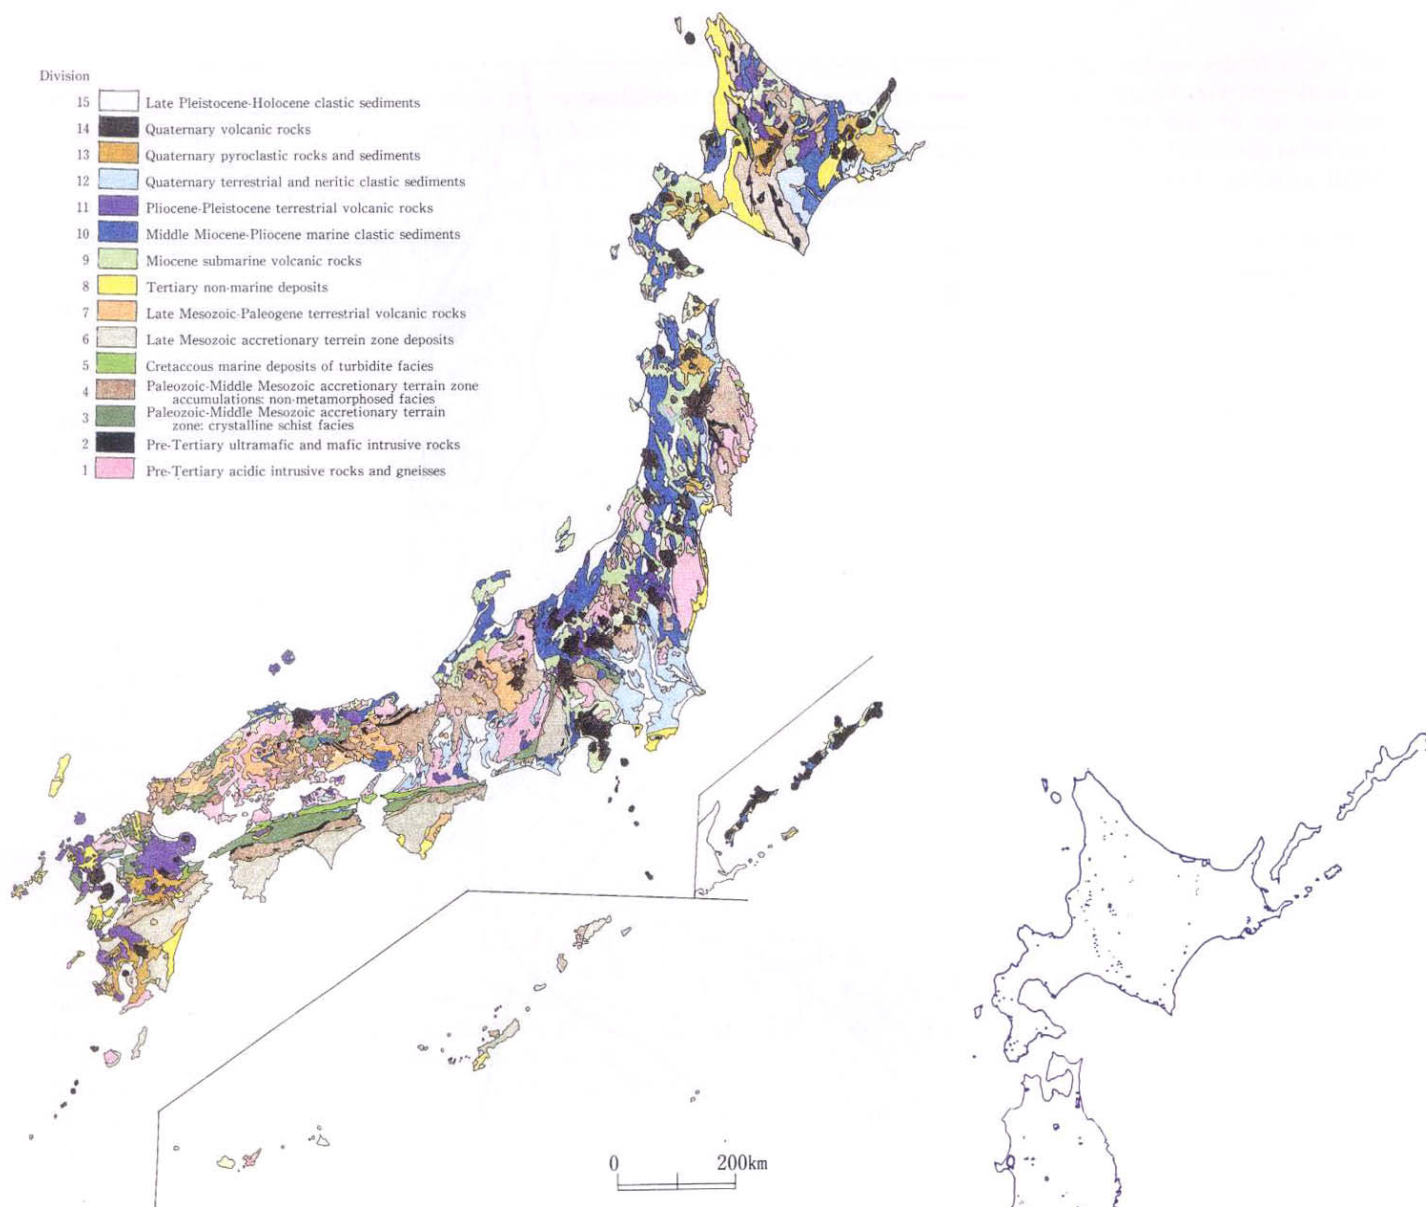 Division
15 Late Pleistocene-Holocene clastic sediments
14 Quaternary volcanic rocks
13 Quaternary pyroclastic rocks and sediments
12 Quaternary terrestrial and neritic clastic sediments
11 Pliocene-Pleistocene terrestrial volcanic rocks
10 Middle Miocene-Pliocene marine clastic sediments
9 Miocene submarine volcanic rocks
8 Tertiary non-marine deposits
7 Late Mesozoic-Paleogene terrestrial volcanic rocks
6 Late Mesozoic accretionary terrein zone deposits
5 Cretaccous marine deposits of turbidite facies
4 Paleozoic-Middle Mesozoic accretionary terrain zone
accumulations: non-metamorphosed facies
3 Paleozoic-Middle Mesozoic accretionary terrain
zone: crystalline schist facies
2 Pre-Tertiary ultramafic and mafic intrusive rocks
1 Pre-Tertiary acidic intrusive rocks and gneisses
0 200km